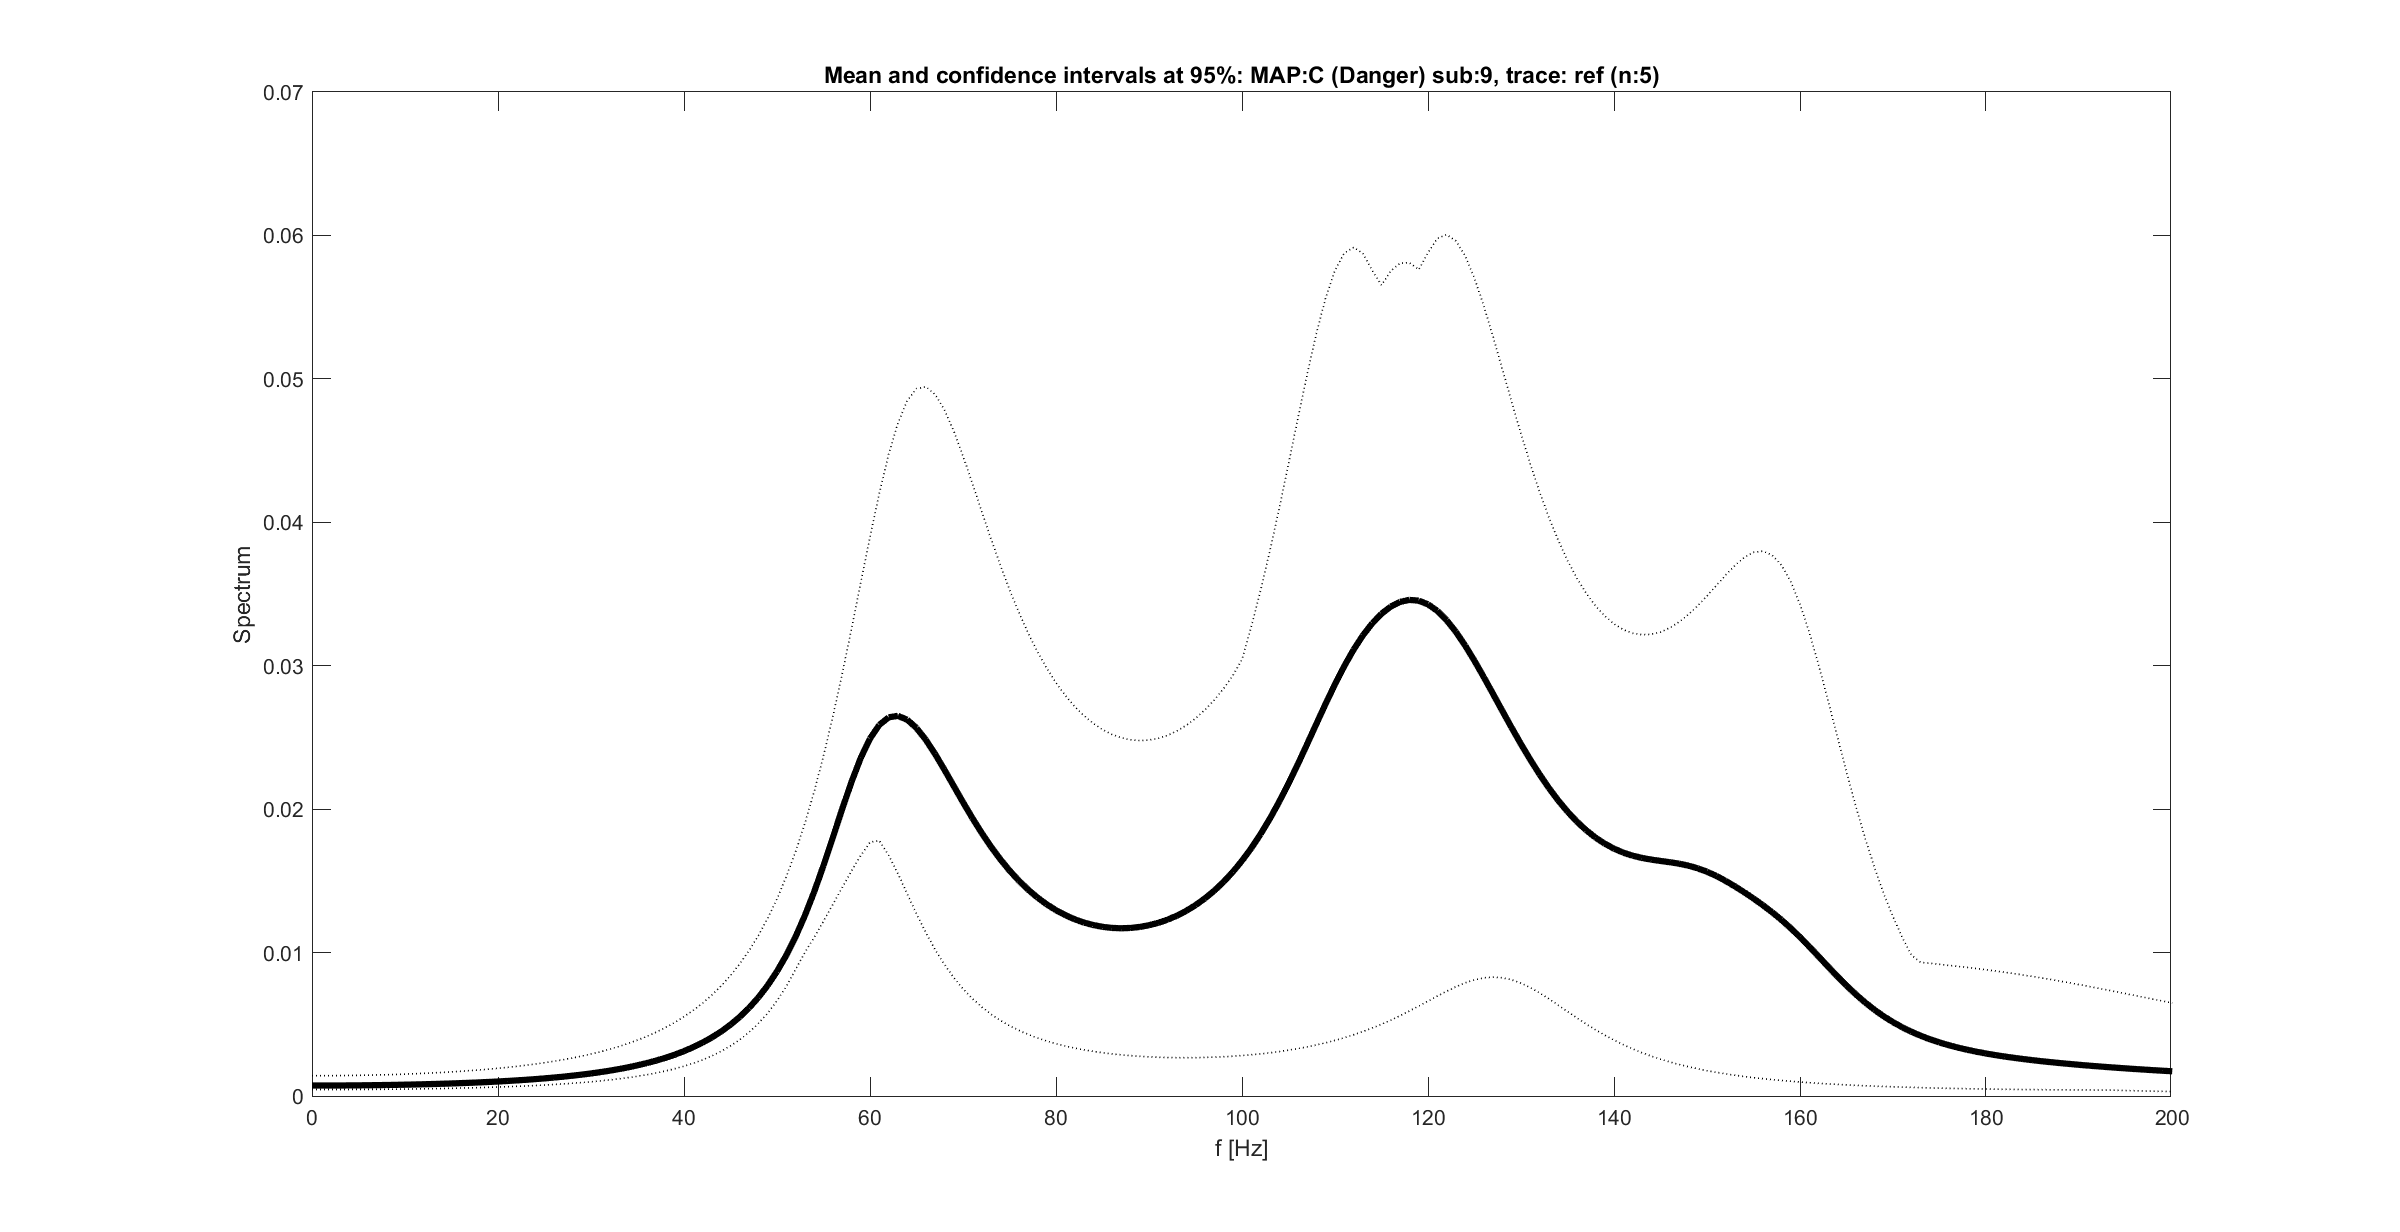 Mean and confidence intervals at 95%: MAP:C (Danger) sub:9, trace: ref (n:5)
0.07
0.06
0.05
0.04
0.03
0.02
0.01
0
Spectrum
0 20 40 60 80 100 120 140 160 180 200
f [Hz]